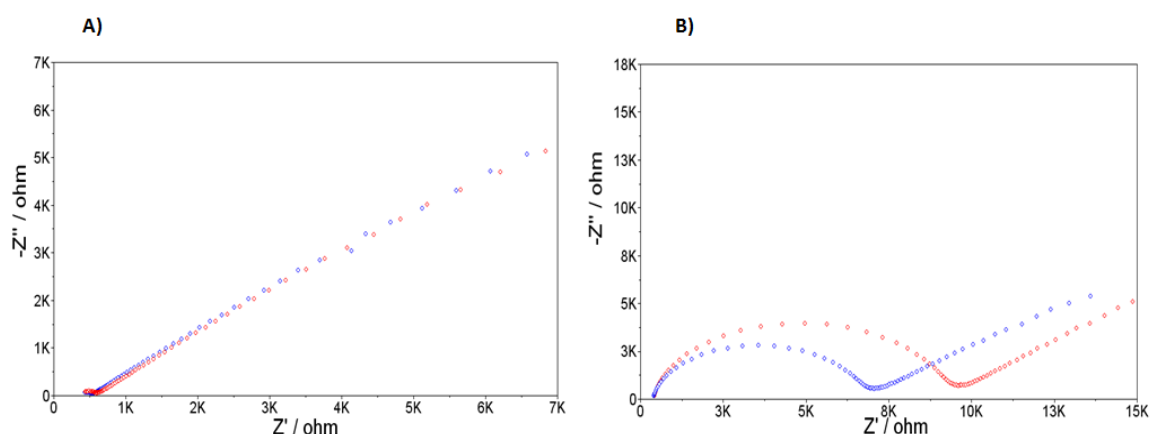 A)
7K
6K
5K
4K
3K
2K
1K
0
-Z'' / ohm
0 1K 2K 3K 4K 5K 6K 7K
Z' / ohm
B)
18K
15K
13K
10K
8K
5K
3K
0
-Z'' / ohm
0 3K 5K 8K 10K 13K 15K
Z' / ohm